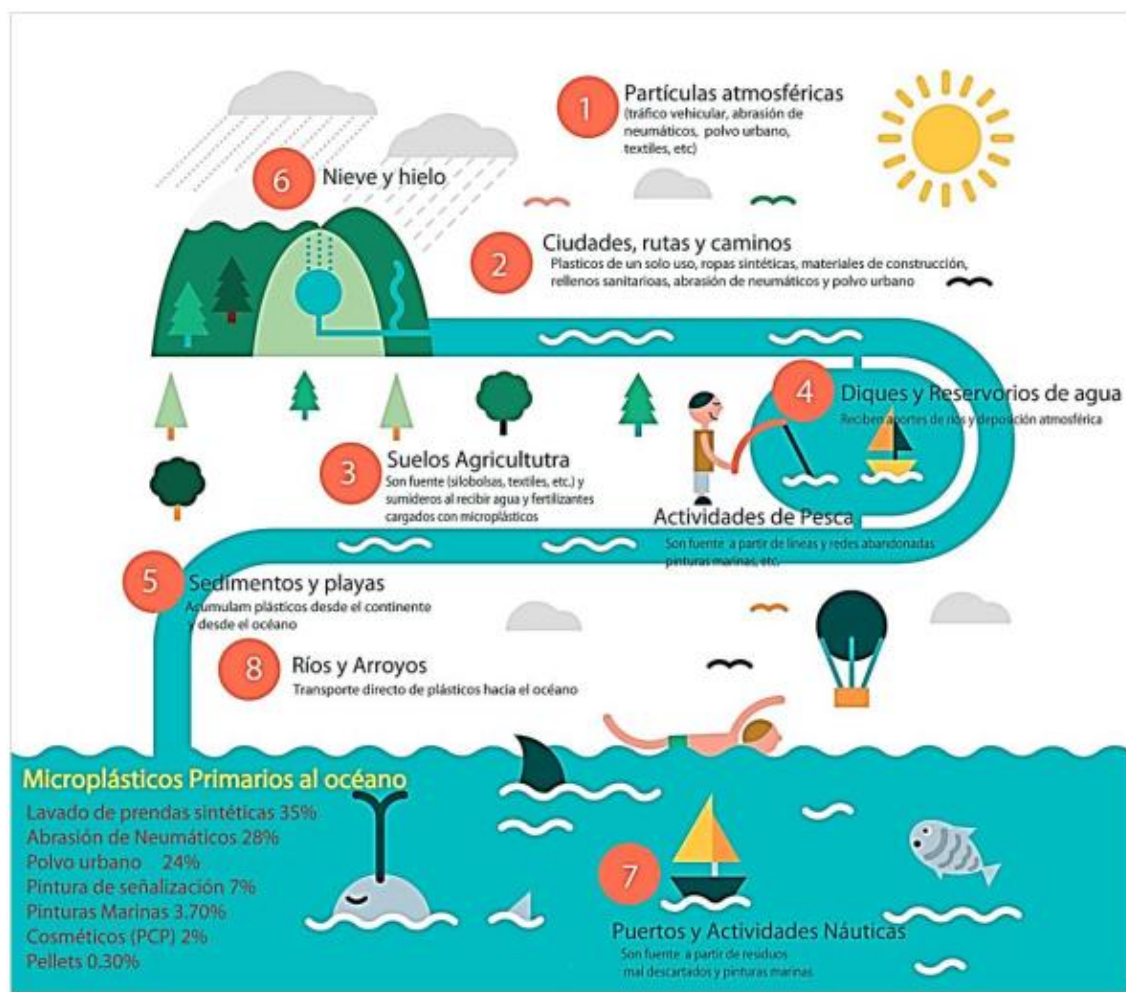 1
Partículas atmosféricas
(tráfico vehicular, abrasión de
neumáticos, polvo urbano,
textiles, etc)
6
Nieve y hielo
2
Ciudades, rutas y caminos
Plasticos de un solo uso, ropas sintéticas, materiales de construcción,
rellenos sanitarioas, abrasión de neumáticos y polvo urbano
4
Diques y Reservorios de agua
Reciben aportes de ríos y deposición atmosférica
3
Suelos Agricultutra
Son fuente (silobolsas, textiles, etc.) y
sumideros al recibir agua y fertilizantes
cargados con microplásticos
Actividades de Pesca
Son fuente a partir de líneas y redes abandonadas
pinturas marinas, etc.
5
Sedimentos y playas
Acumulam plásticos desde el continente
y desde el océano
8
Ríos y Arroyos
Transporte directo de plásticos hacia el océano
Microplásticos Primarios al océano
Lavado de prendas sintéticas 35%
Abrasión de Neumáticos 28%
Polvo urbano 24%
Pintura de señalización 7%
Pinturas Marinas 3.70%
Cosméticos (PCP) 2%
Pellets 0.30%
7
Puertos y Actividades Náuticas
Son fuente a partir de residuos
mal descartados y pinturas marinas